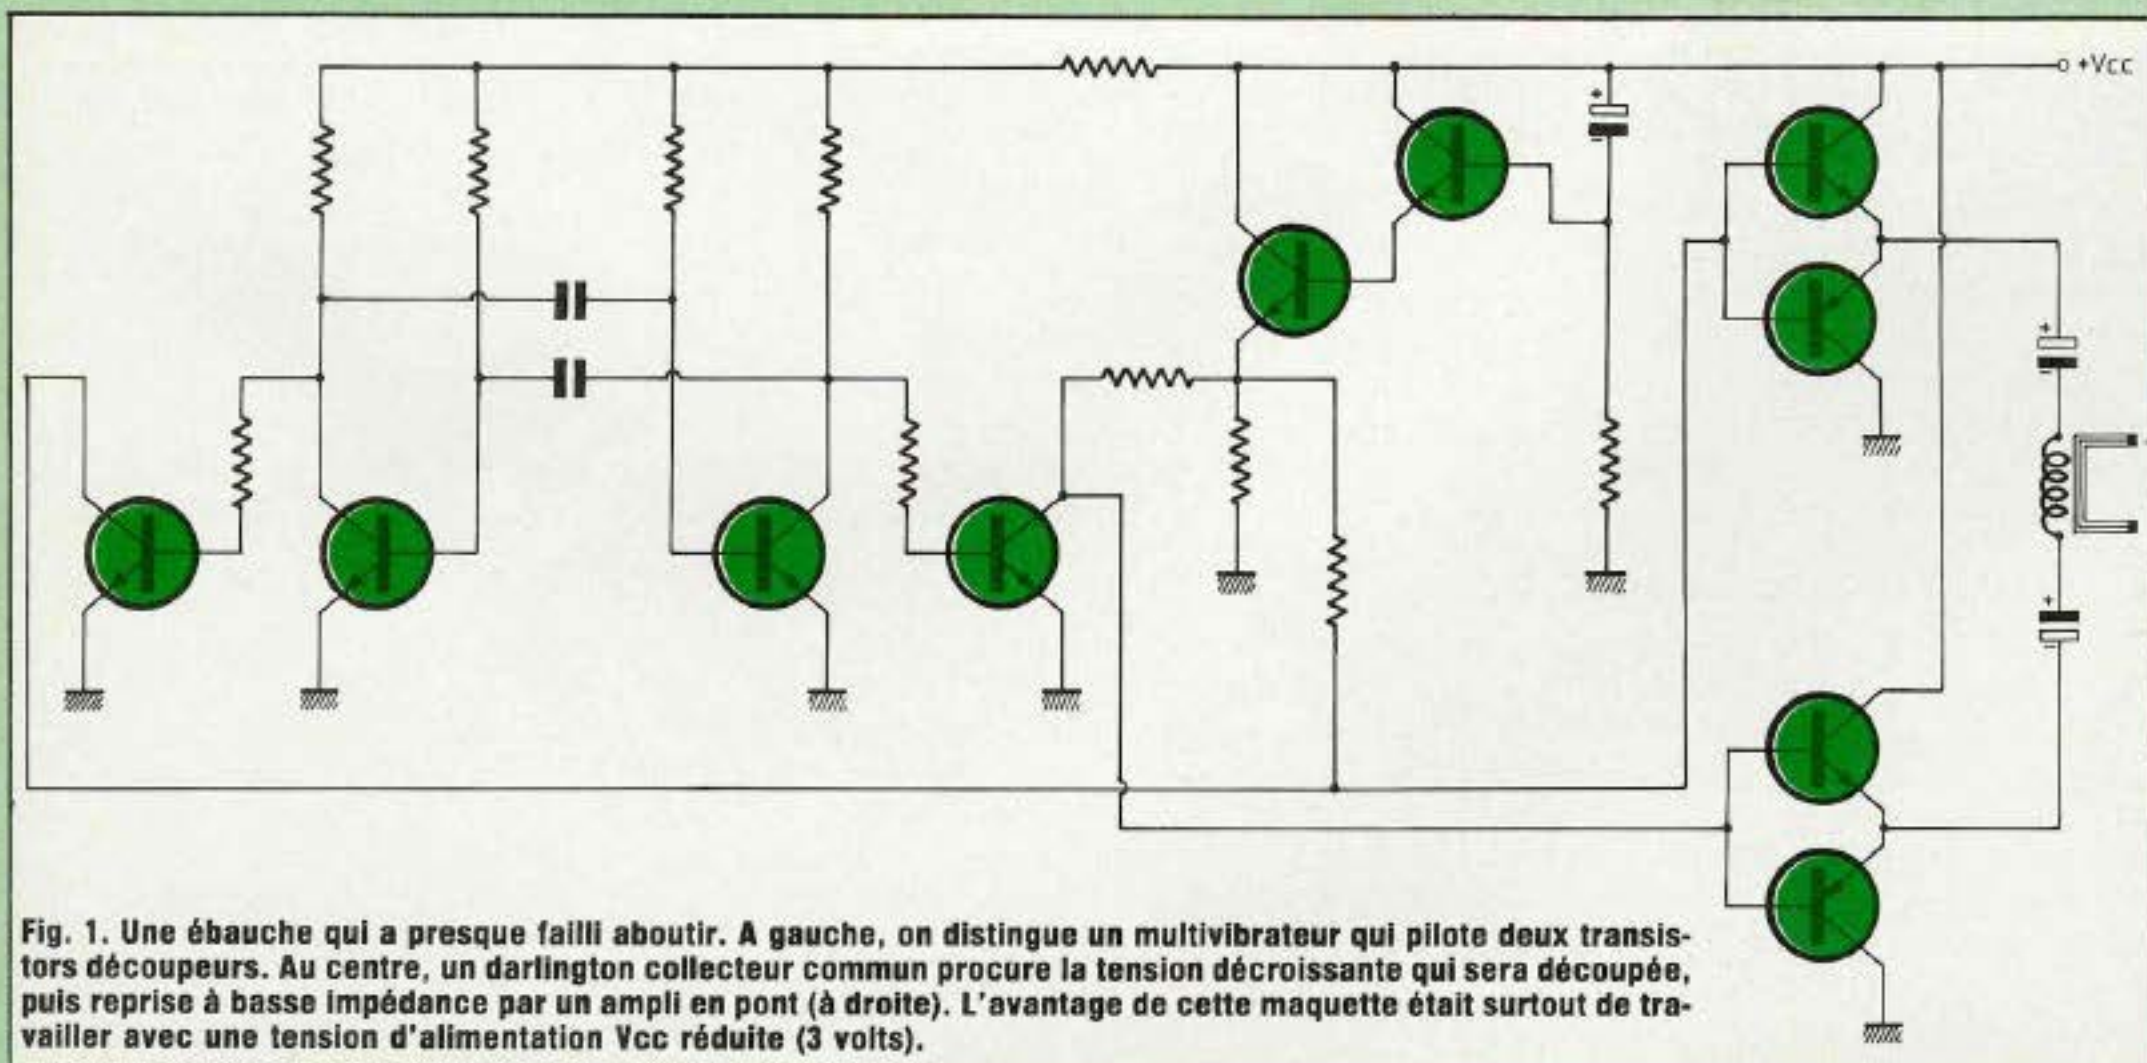 +Vcc
+
-
+
-
+
-
Fig. 1. Une ébauche qui a presque failli aboutir. A gauche, on distingue un multivibrateur qui pilote deux transis-
tors découpeurs. Au centre, un darlington collecteur commun procure la tension décroissante qui sera découpée,
puis reprise à basse impédance par un ampli en pont (à droite). L'avantage de cette maquette était surtout de tra-
vailler avec une tension d'alimentation Vcc réduite (3 volts).